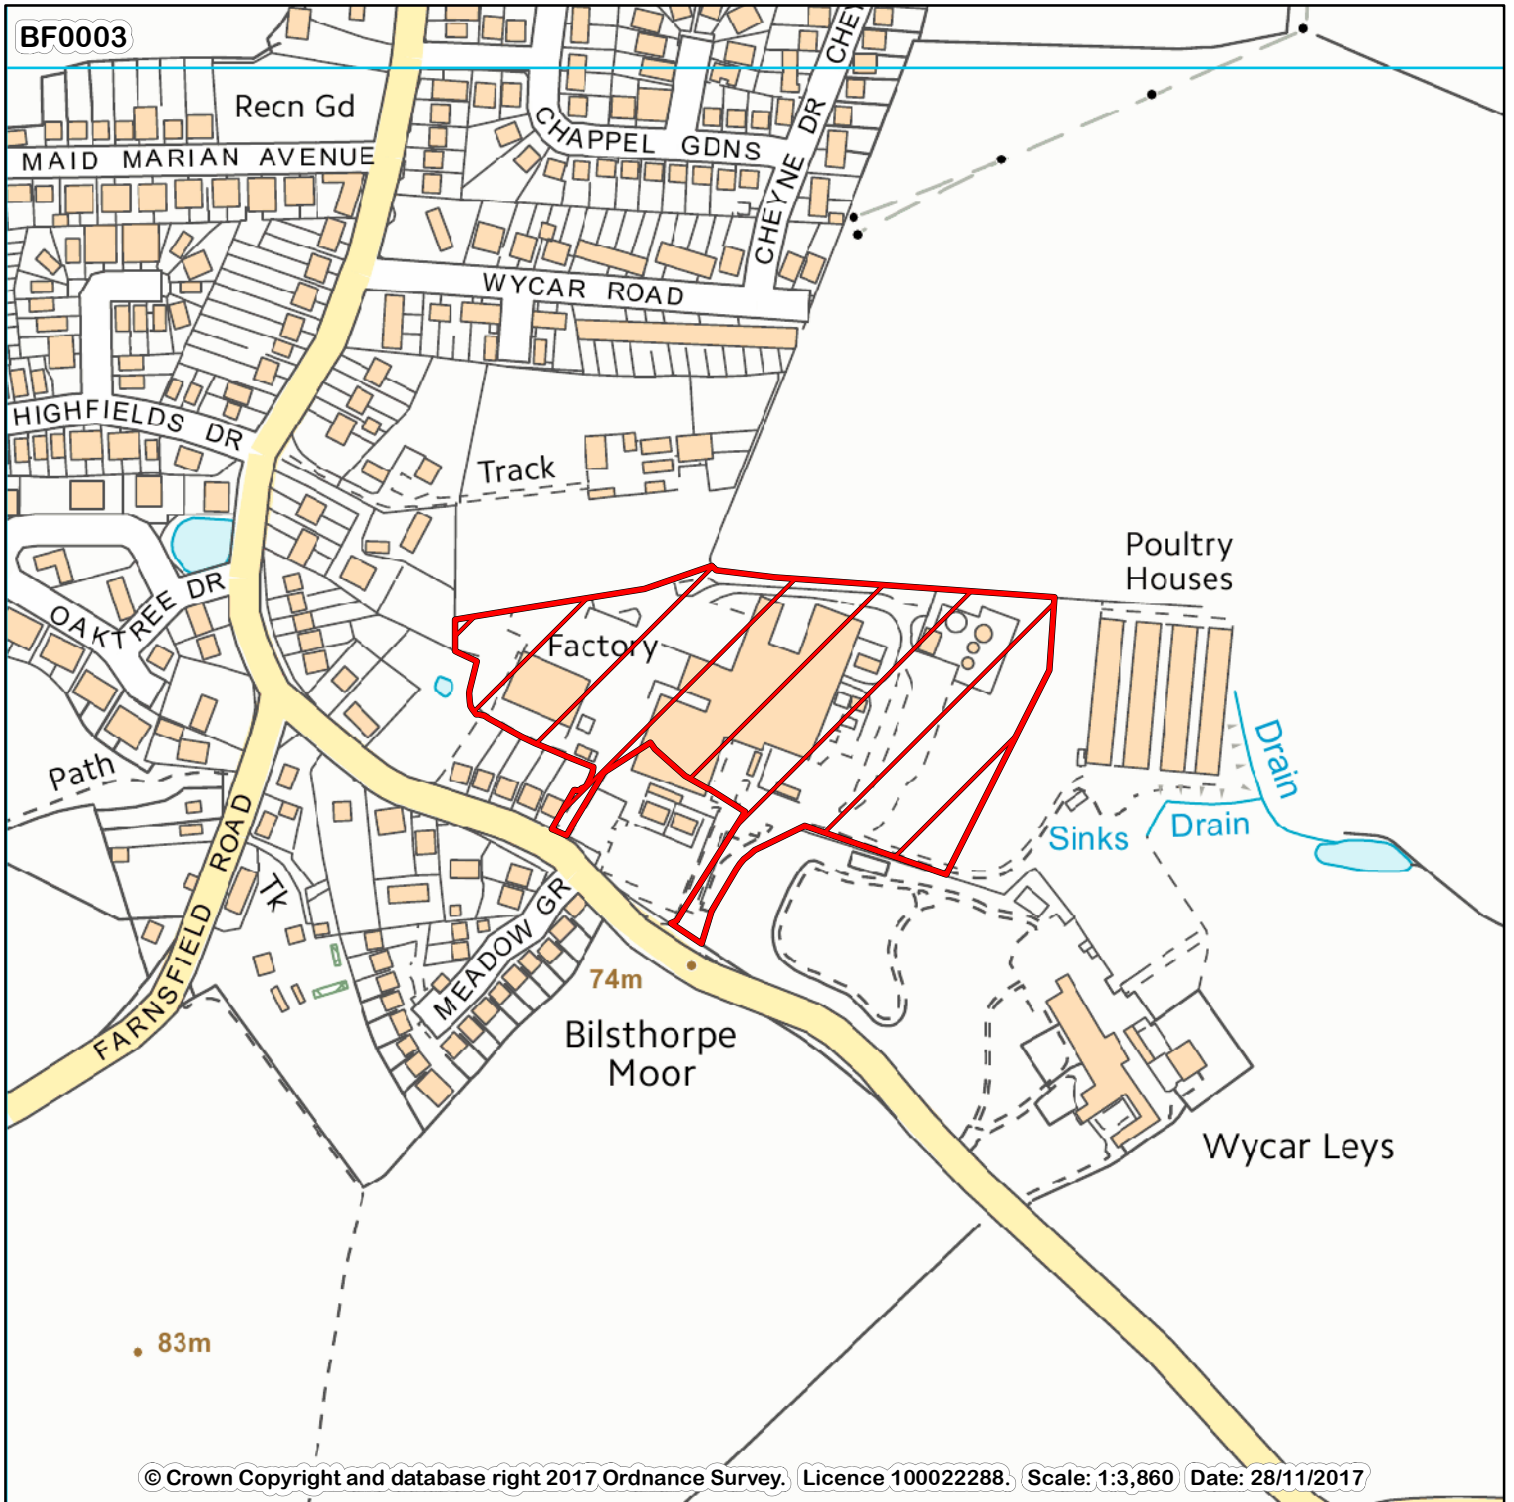 BF0003
Recn Gd
MAID MARIAN AVENUE
CHAPPEL GDNS
CHEYNE DR
CHEY
WYCAR ROAD
HIGHFIELDS DR
Track
OAKTREE DR
Poultry
Houses
Factory
Path
Drain
Sinks
Drain
FARNSFIELD ROAD
Tk
MEADOW GR
74m
Bilsthorpe
Moor
Wycar Leys
83m
© Crown Copyright and database right 2017 Ordnance Survey. Licence 100022288. Scale: 1:3,860 Date: 28/11/2017